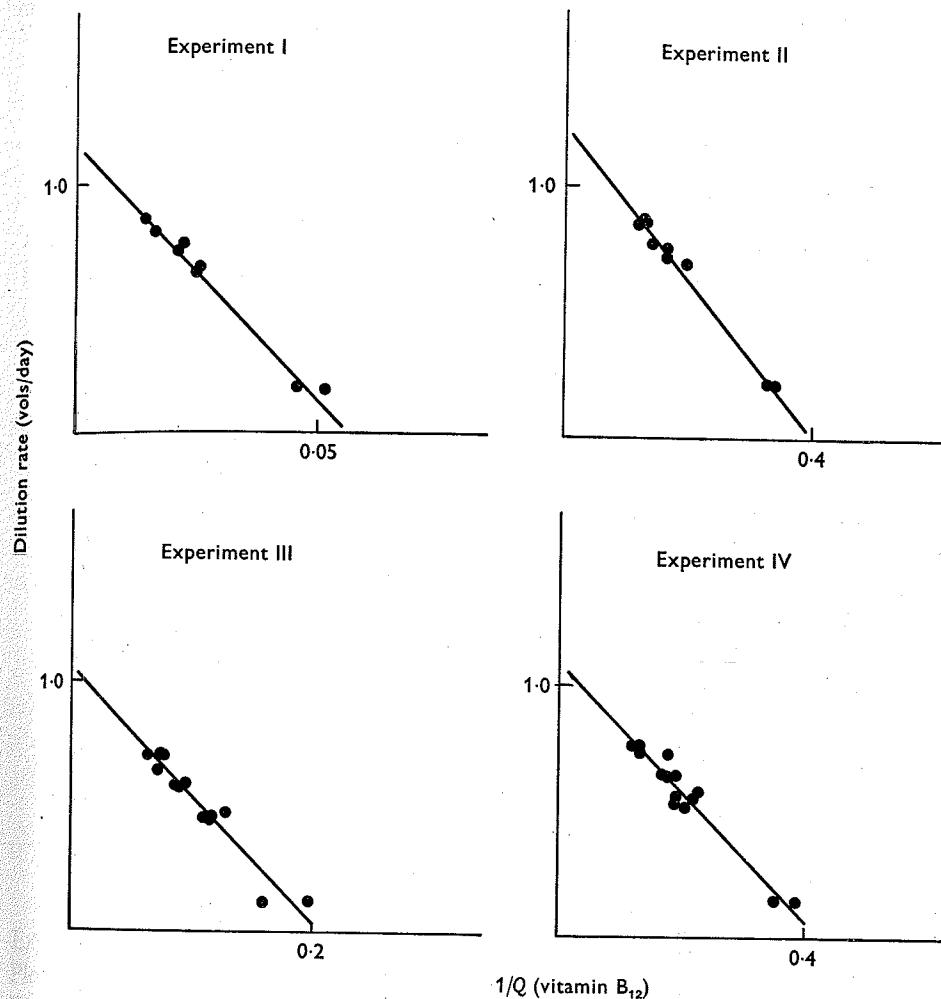 Experiment I
1·0
0·05
Experiment II
1·0
0·4
Dilution rate (vols/day)
Experiment III
1·0
0·2
Experiment IV
1·0
0·4
1/Q (vitamin B₁₂)